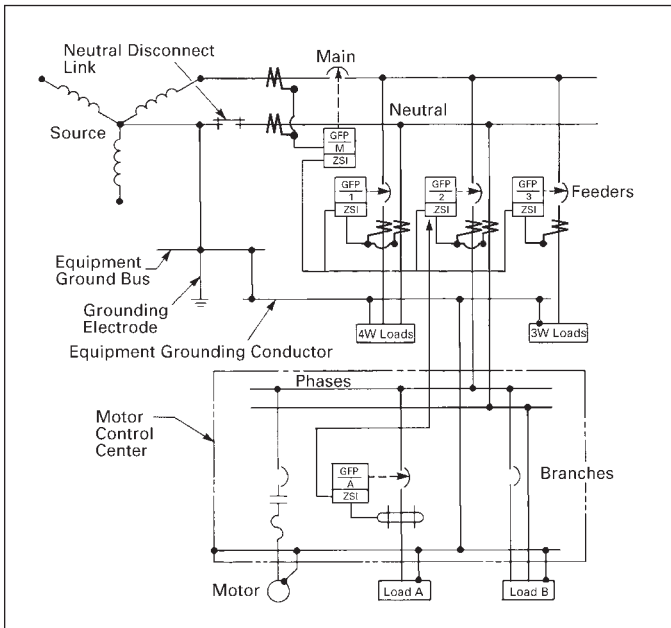 Neutral Disconnect
Link
Main
Source
Neutral
GFP
M
ZSI
GFP
1
ZSI
GFP
2
ZSI
GFP
3
ZSI
Feeders
Equipment
Ground Bus
Grounding
Electrode
Equipment Grounding Conductor
4W Loads
3W Loads
Phases
Motor
Control
Center
GFP
A
ZSI
Branches
Motor
Load A
Load B